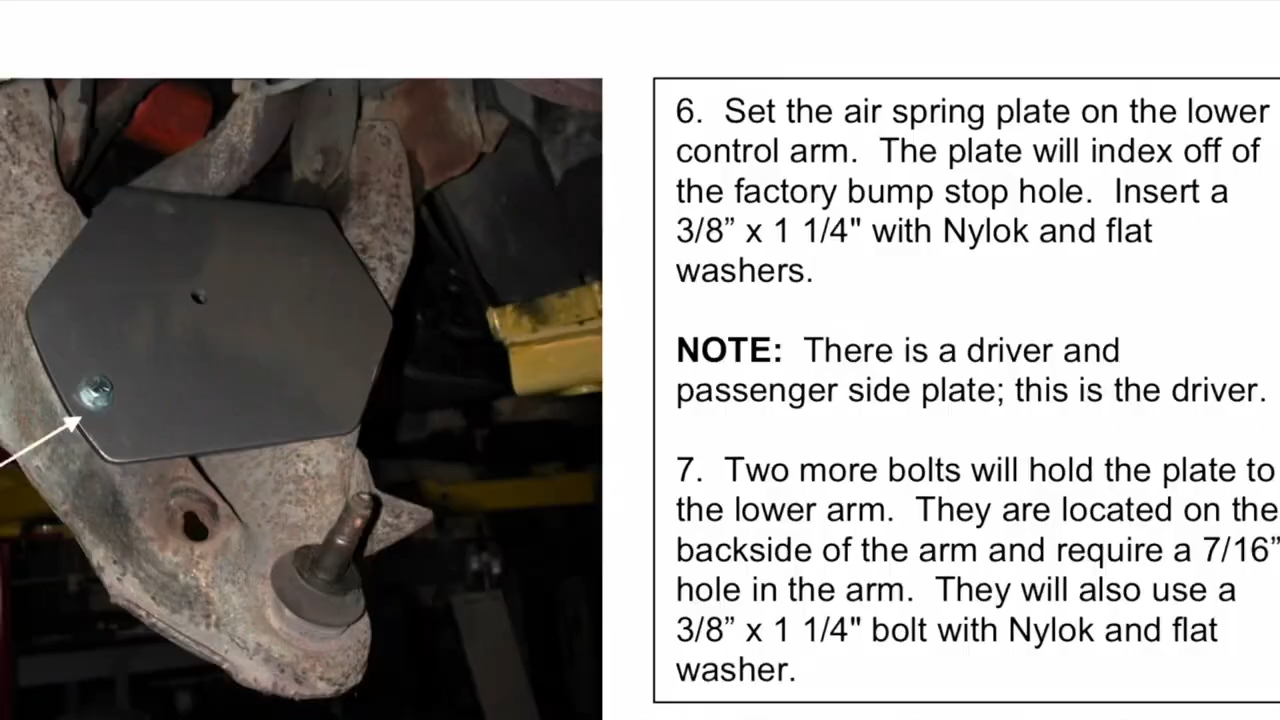 6.  Set the air spring plate on the lower
control arm.  The plate will index off of
the factory bump stop hole.  Insert a
3/8” x 1 1/4" with Nylok and flat
washers.
NOTE:  There is a driver and
passenger side plate; this is the driver.
7.  Two more bolts will hold the plate to
the lower arm.  They are located on the
backside of the arm and require a 7/16”
hole in the arm.  They will also use a
3/8” x 1 1/4" bolt with Nylok and flat
washer.